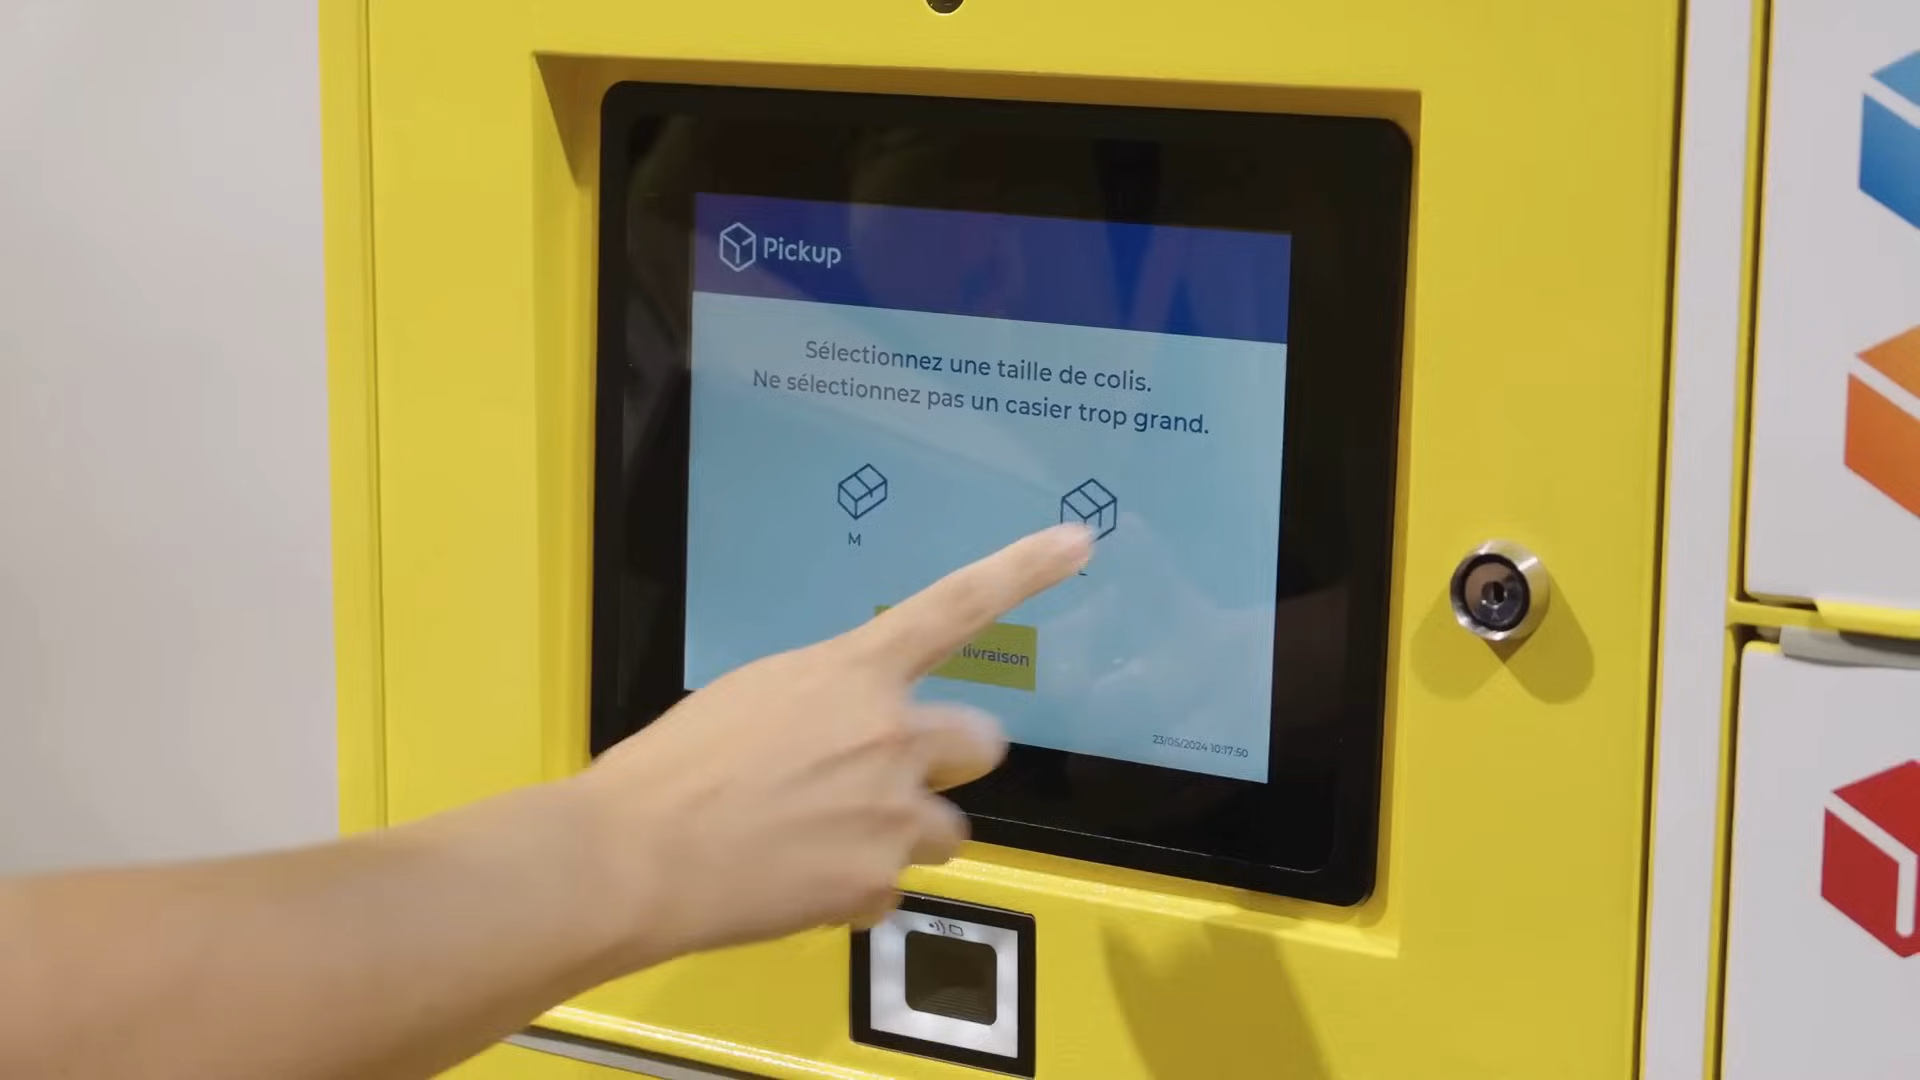 Pickup
Sélectionnez une taille de colis.
Ne sélectionnez pas un casier trop grand.
M
livraison
23/05/2024 10:17:50